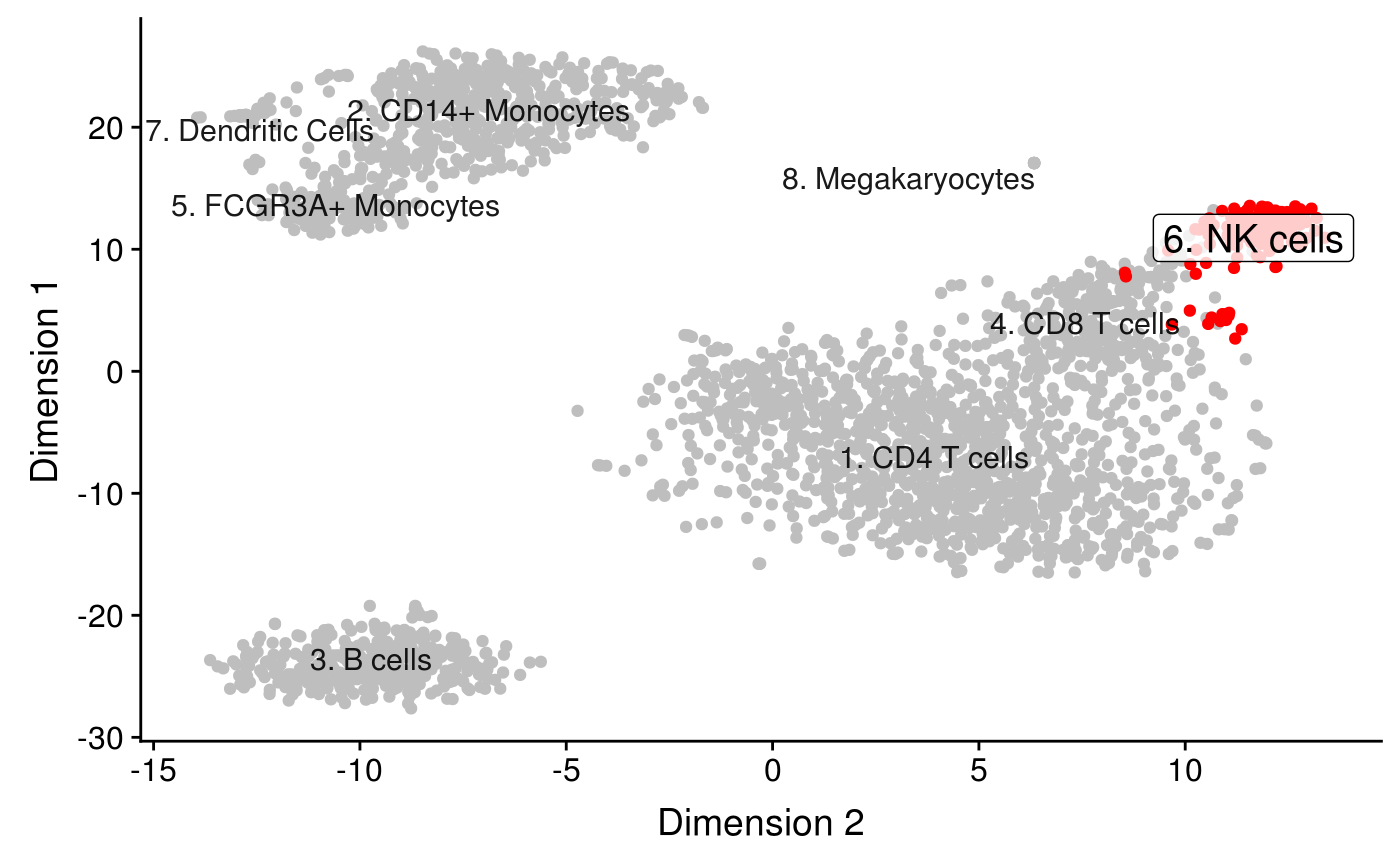 2. CD14+ Monocytes
7. Dendritic Cells
8. Megakaryocytes
5. FCGR3A+ Monocytes
6. NK cells
4. CD8 T cells
1. CD4 T cells
3. B cells
20
10
0
-10
-20
-30
Dimension 1
-15 -10 -5 0 5 10
Dimension 2